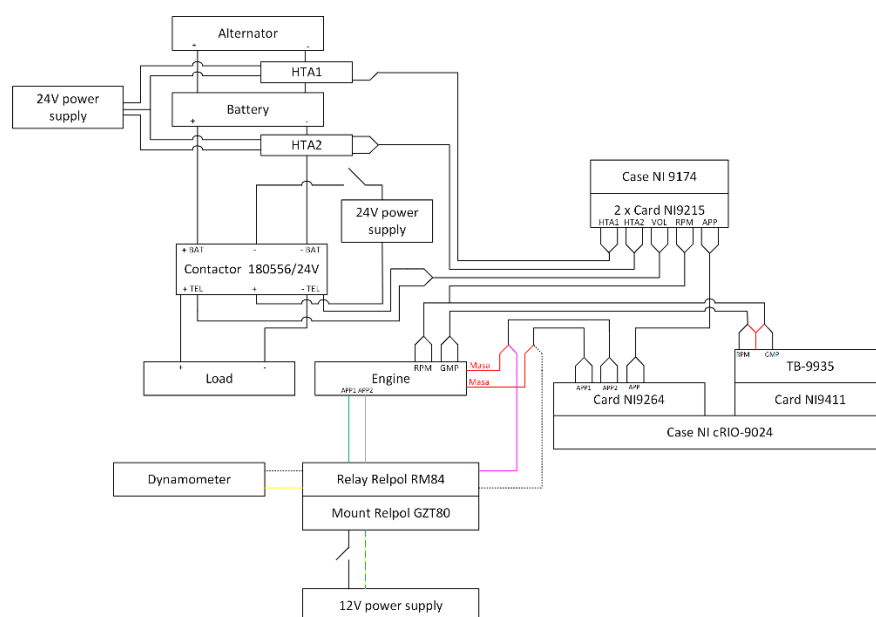 Alternator
+ -
HTA1
24V power
supply
Battery
+ -
HTA2
Case NI 9174
2 x Card NI9215
HTA1 HTA2 VOL RPM APP
24V power
supply
+ BAT - - BAT
Contactor 180556/24V
+ TEL + - TEL
+ -
Load
RPM GMP
Engine
APP1 APP2
Masa
Masa
RPM GMP
TB-9935
APP1 APP2 APP
Card NI9264
Card NI9411
Case NI cRIO-9024
Dynamometer
Relay Relpol RM84
Mount Relpol GZT80
12V power supply